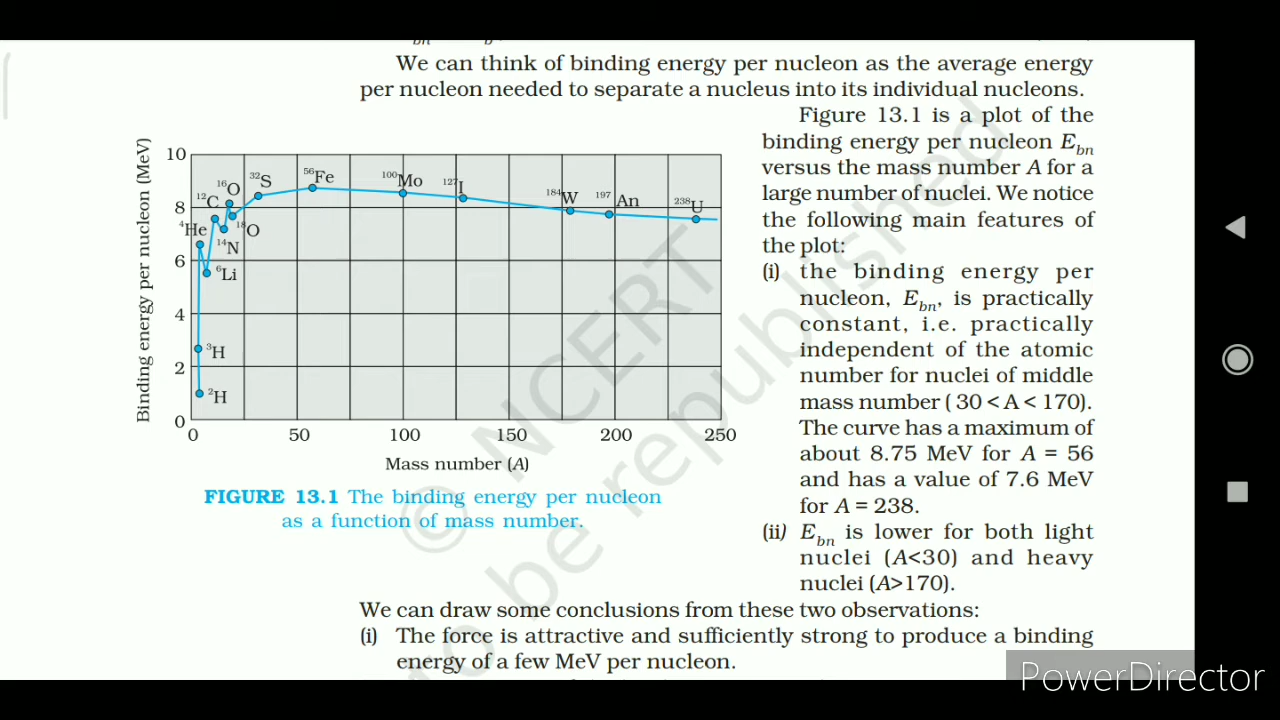 We can think of binding energy per nucleon as the average energy
per nucleon needed to separate a nucleus into its individual nucleons.
Figure 13.1 is a plot of the
binding energy per nucleon Ebn
versus the mass number A for a
large number of nuclei. We notice
the following main features of
the plot:
(i) the binding energy per
nucleon, Ebn, is practically
constant, i.e. practically
independent of the atomic
number for nuclei of middle
mass number ( 30 < A < 170).
The curve has a maximum of
about 8.75 MeV for A = 56
and has a value of 7.6 MeV
for A = 238.
(ii) Ebn is lower for both light
nuclei (A<30) and heavy
nuclei (A>170).
Binding energy per nucleon (MeV)
10
8
6
4
2
0
4He
12C
16O
32S
56Fe
100Mo
127I
184W
197An
238U
18O
14N
6Li
3H
2H
0 50 100 150 200 250
Mass number (A)
FIGURE 13.1 The binding energy per nucleon
as a function of mass number.
We can draw some conclusions from these two observations:
(i) The force is attractive and sufficiently strong to produce a binding
energy of a few MeV per nucleon.
© NCERT
to be republished
PowerDirector